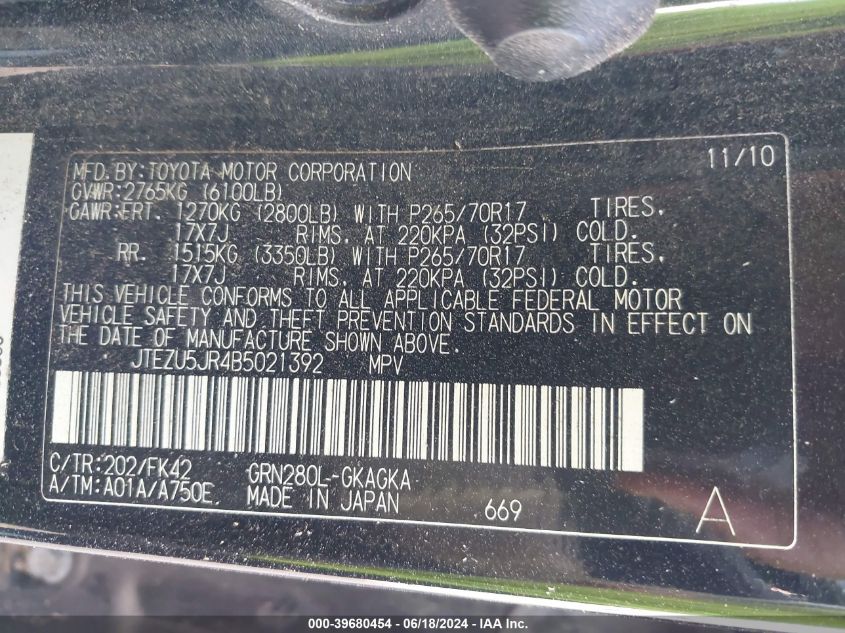 MFD. BY: TOYOTA MOTOR CORPORATION 11/10
GVWR: 2765KG (6100LB)
GAWR: FRT. 1270KG (2800LB) WITH P265/70R17 TIRES,
17X7J RIMS, AT 220KPA (32PSI) COLD.
RR. 1515KG (3350LB) WITH P265/70R17 TIRES,
17X7J RIMS, AT 220KPA (32PSI) COLD.
THIS VEHICLE CONFORMS TO ALL APPLICABLE FEDERAL MOTOR
VEHICLE SAFETY AND THEFT PREVENTION STANDARDS IN EFFECT ON
THE DATE OF MANUFACTURE SHOWN ABOVE.
JTEZU5JR4B5021392 MPV
C/TR: 202/FK42 GRN280L-GKAGKA
A/TM: A01A/A750E MADE IN JAPAN 669 A
000-39680454 - 06/18/2024 - IAA Inc.